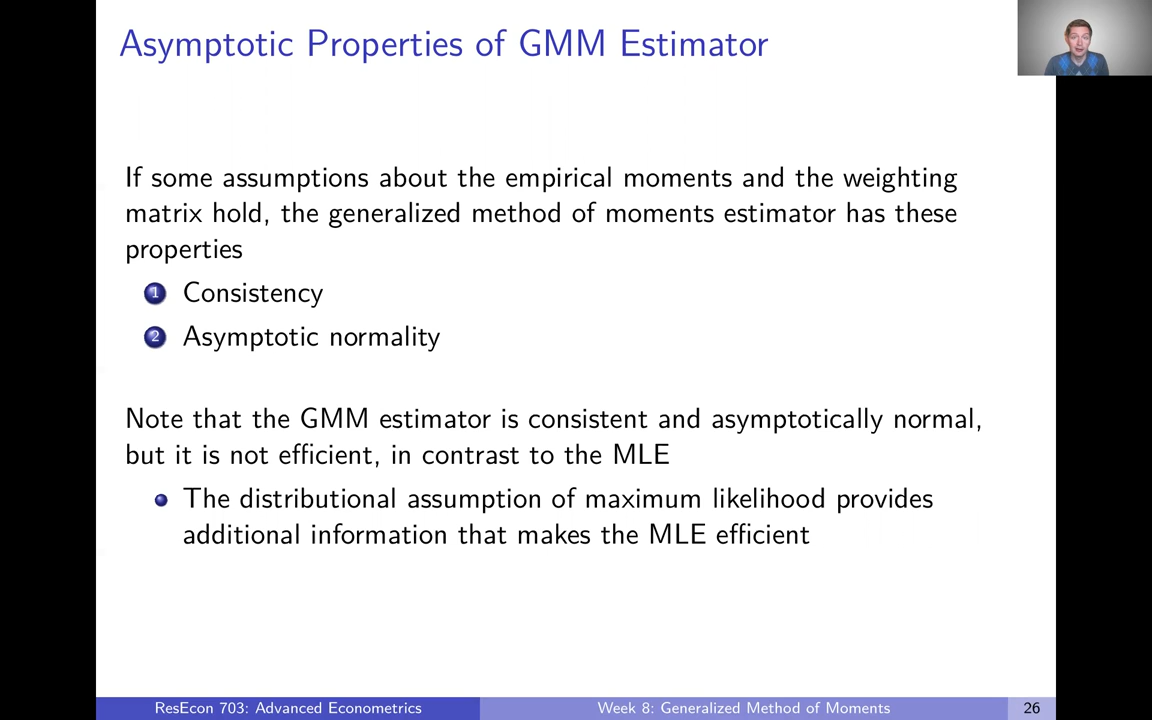 Asymptotic Properties of GMM Estimator
If some assumptions about the empirical moments and the weighting
matrix hold, the generalized method of moments estimator has these
properties
1 Consistency
2 Asymptotic normality
Note that the GMM estimator is consistent and asymptotically normal,
but it is not efficient, in contrast to the MLE
The distributional assumption of maximum likelihood provides
additional information that makes the MLE efficient
ResEcon 703: Advanced Econometrics Week 8: Generalized Method of Moments 26